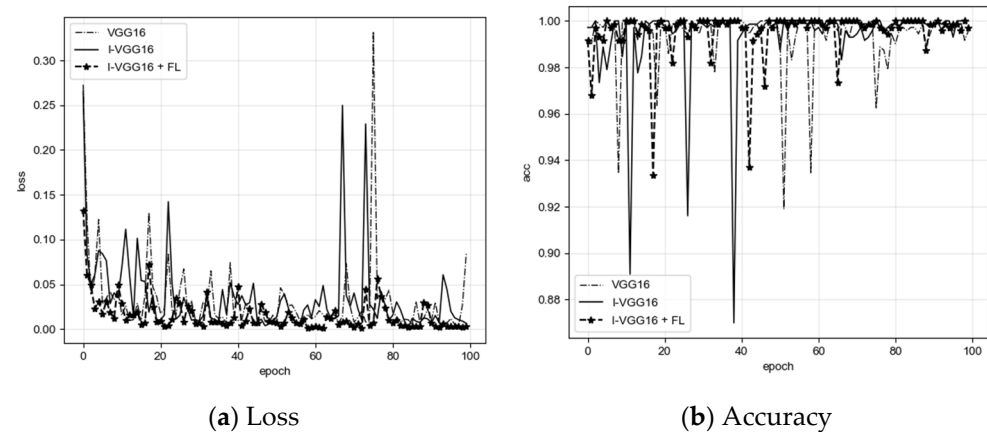 VGG16
I-VGG16
I-VGG16 + FL
loss
0.30
0.25
0.20
0.15
0.10
0.05
0.00
0 20 40 60 80 100
epoch
(a) Loss
acc
1.00
0.98
0.96
0.94
0.92
0.90
0.88
VGG16
I-VGG16
I-VGG16 + FL
0 20 40 60 80 100
epoch
(b) Accuracy